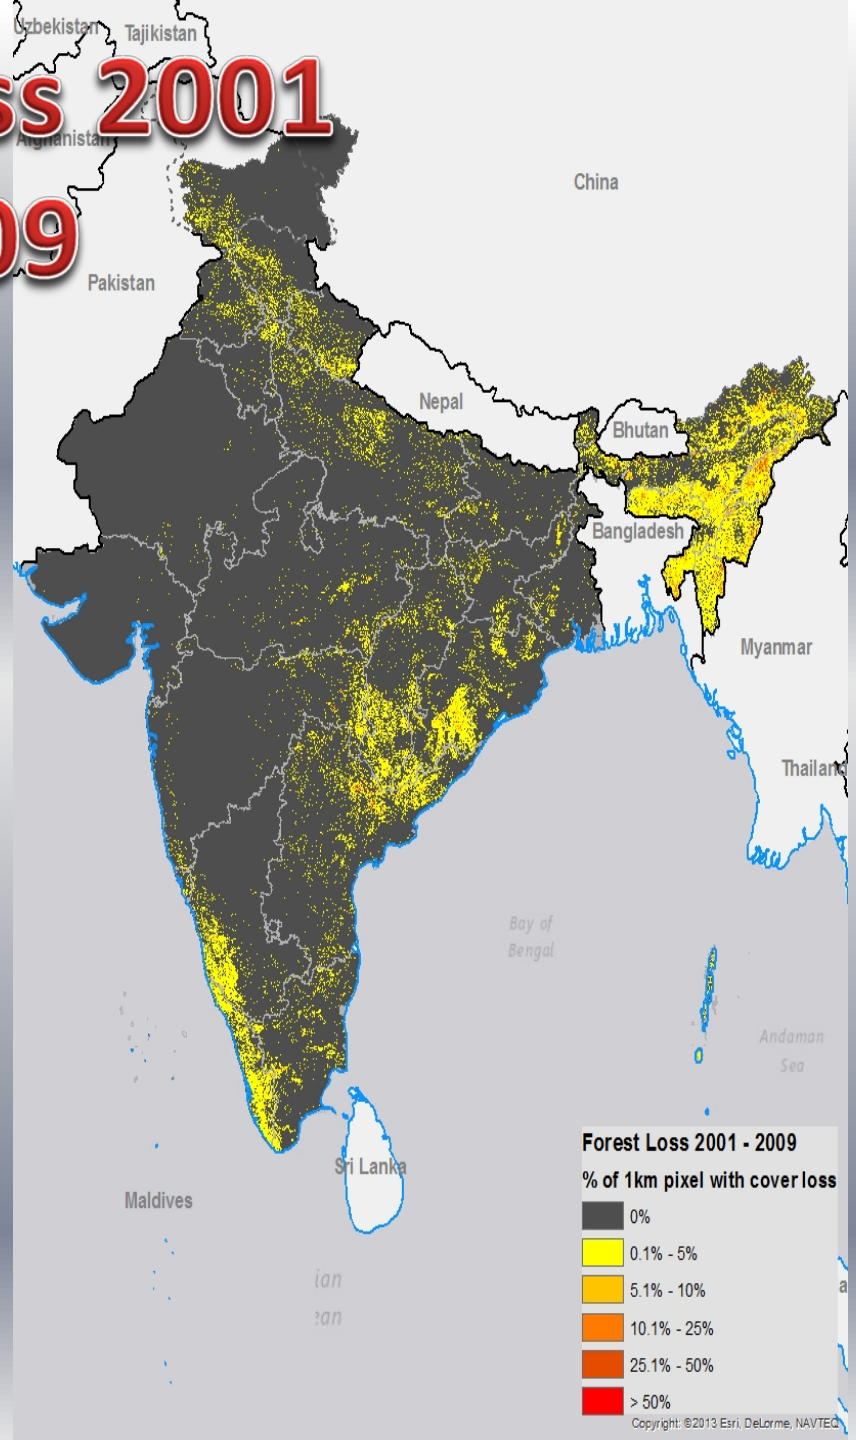 Uzbekistan
Tajikistan
ss 2001
Afghanistan
09
China
Pakistan
Nepal
Bhutan
Bangladesh
Myanmar
Thailand
Bay of
Bengal
Andaman
Sea
Sri Lanka
Maldives
ian
ean
Forest Loss 2001 - 2009
% of 1km pixel with cover loss
0%
0.1% - 5%
5.1% - 10%
10.1% - 25%
25.1% - 50%
> 50%
a
Copyright: ©2013 Esri, DeLorme, NAVTEQ